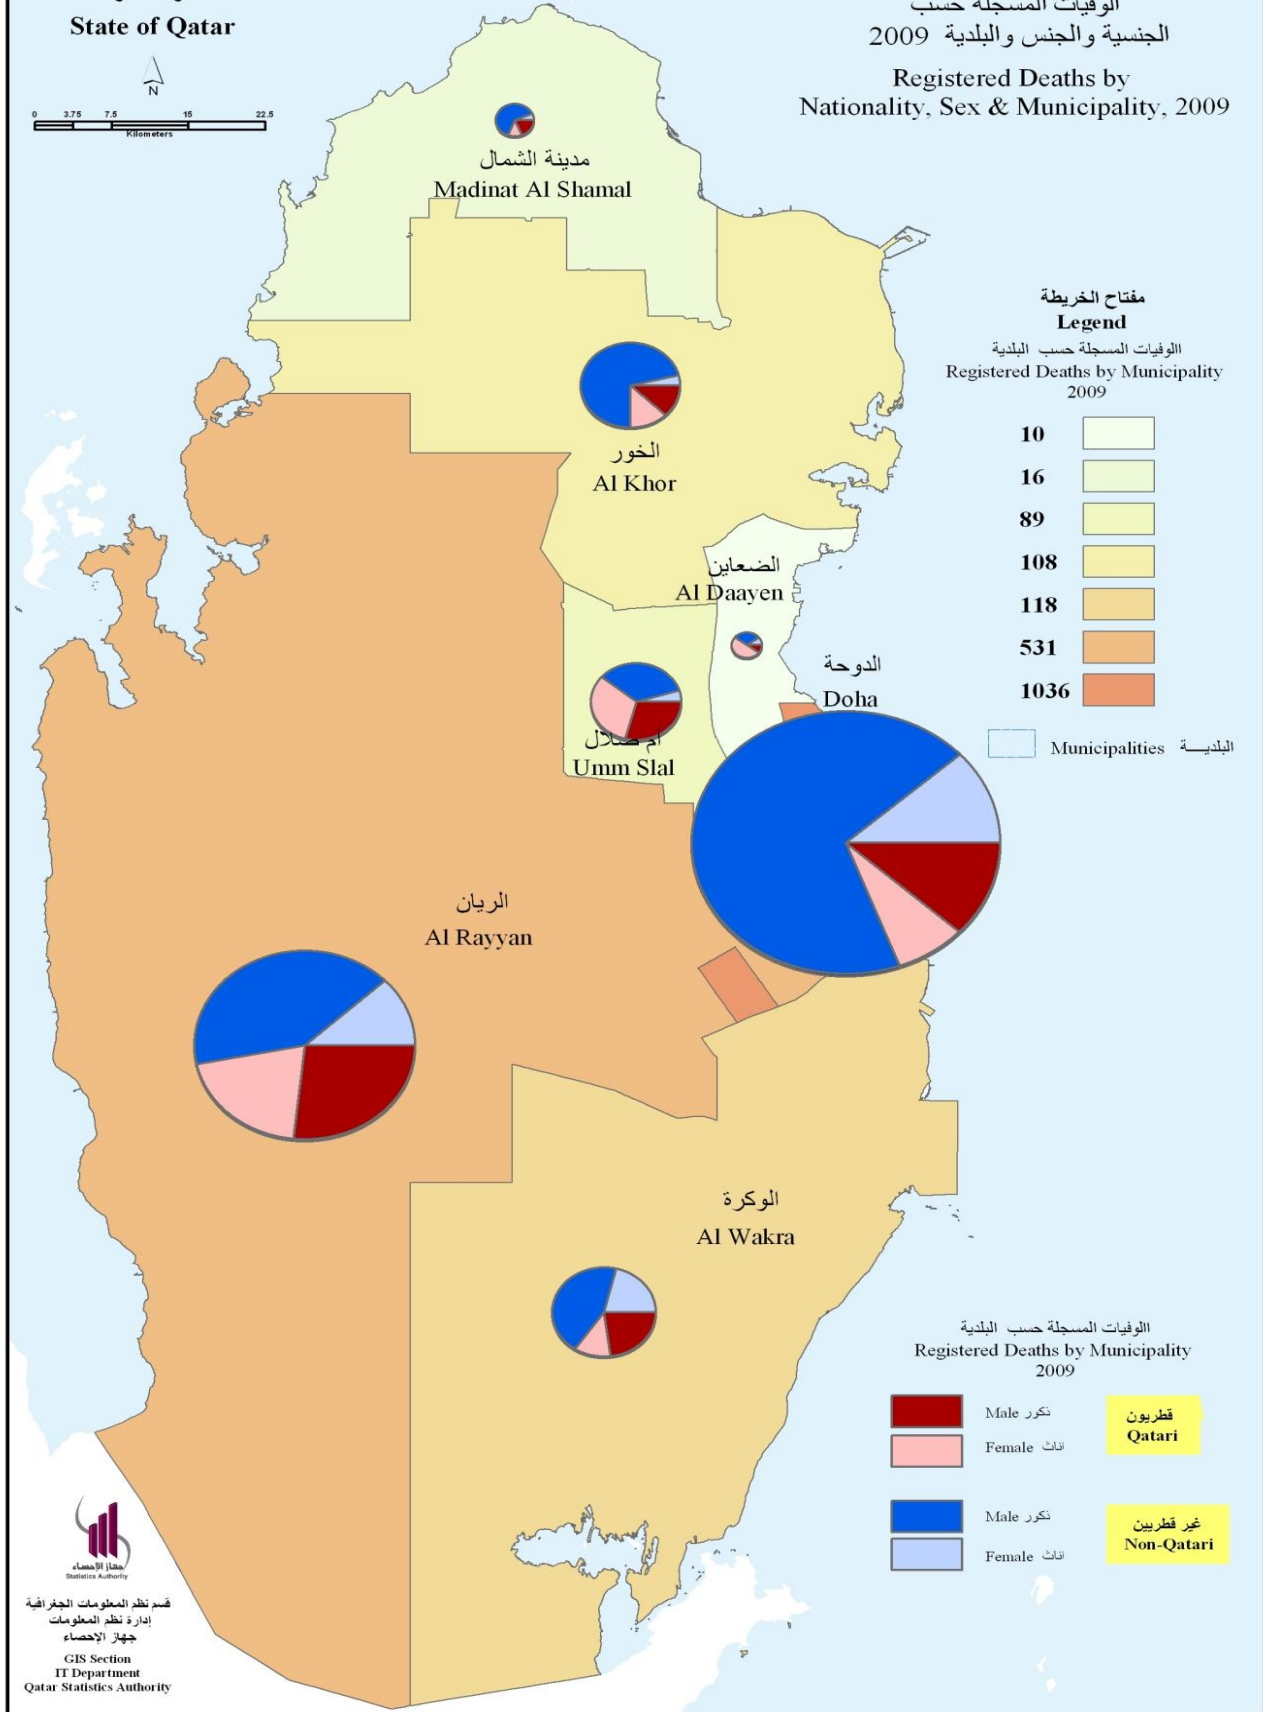 State of Qatar
N
0 3.75 7.5 15 22.5
Kilometers
الوفيات المسجلة حسب
الجنسية والجنس والبلدية 2009
Registered Deaths by
Nationality, Sex & Municipality, 2009
مدينة الشمال
Madinat Al Shamal
الخور
Al Khor
الضعاين
Al Daayen
الدوحة
Doha
ام صلال
Umm Slal
الريان
Al Rayyan
الوكرة
Al Wakra
مفتاح الخريطة
Legend
االوفيات المسجلة حسب البلدية
Registered Deaths by Municipality
2009
10
16
89
108
118
531
1036
Municipalities البلديـــة
االوفيات المسجلة حسب البلدية
Registered Deaths by Municipality
2009
Male ذكور
Female اناث
قطريون
Qatari
Male ذكور
Female اناث
غير قطريين
Non-Qatari
جهاز الإحصاء
Statistics Authority
قسم نظم المعلومات الجغرافية
إدارة نظم المعلومات
جهاز الإحصاء
GIS Section
IT Department
Qatar Statistics Authority